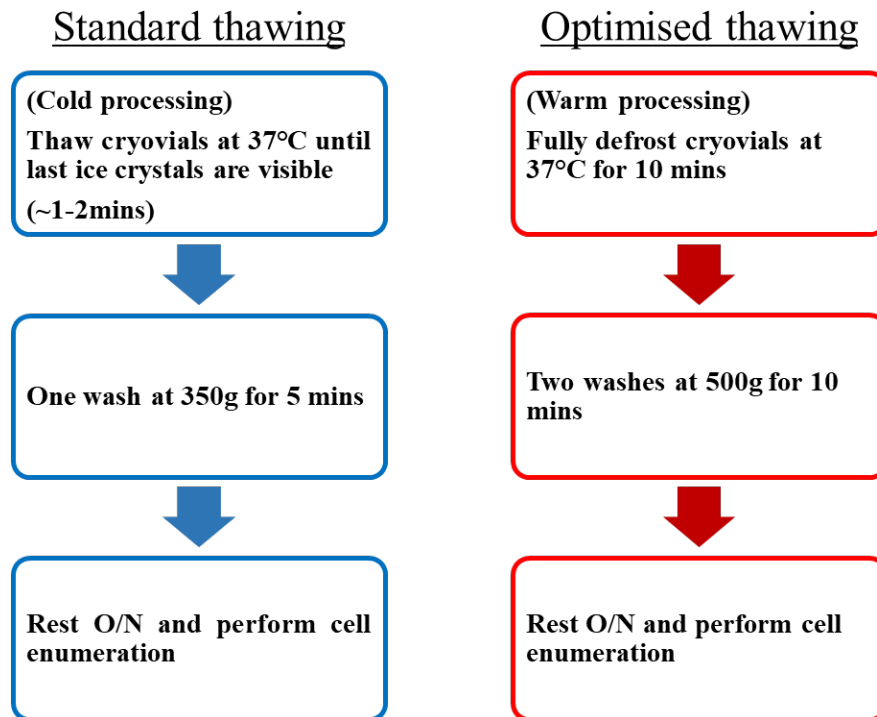 Standard thawing
(Cold processing)
Thaw cryovials at 37°C until
last ice crystals are visible
(~1-2mins)
One wash at 350g for 5 mins
Rest O/N and perform cell
enumeration
Optimised thawing
(Warm processing)
Fully defrost cryovials at
37°C for 10 mins
Two washes at 500g for 10
mins
Rest O/N and perform cell
enumeration